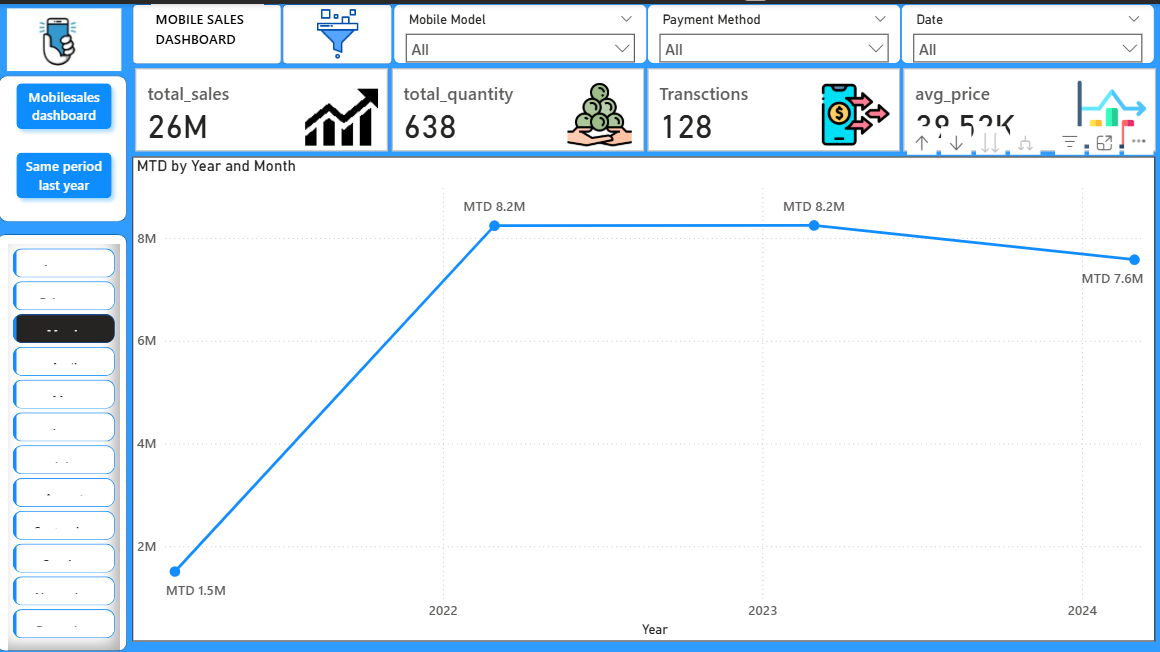 MOBILE SALES
DASHBOARD
Mobile Model
All
Payment Method
All
Date
All
Mobilesales
dashboard
Same period
last year
total_sales
26M
total_quantity
638
Transctions
128
avg_price
39.52K
MTD by Year and Month
MTD 8.2M
MTD 8.2M
MTD 7.6M
MTD 1.5M
8M
6M
4M
2M
2022
2023
2024
Year